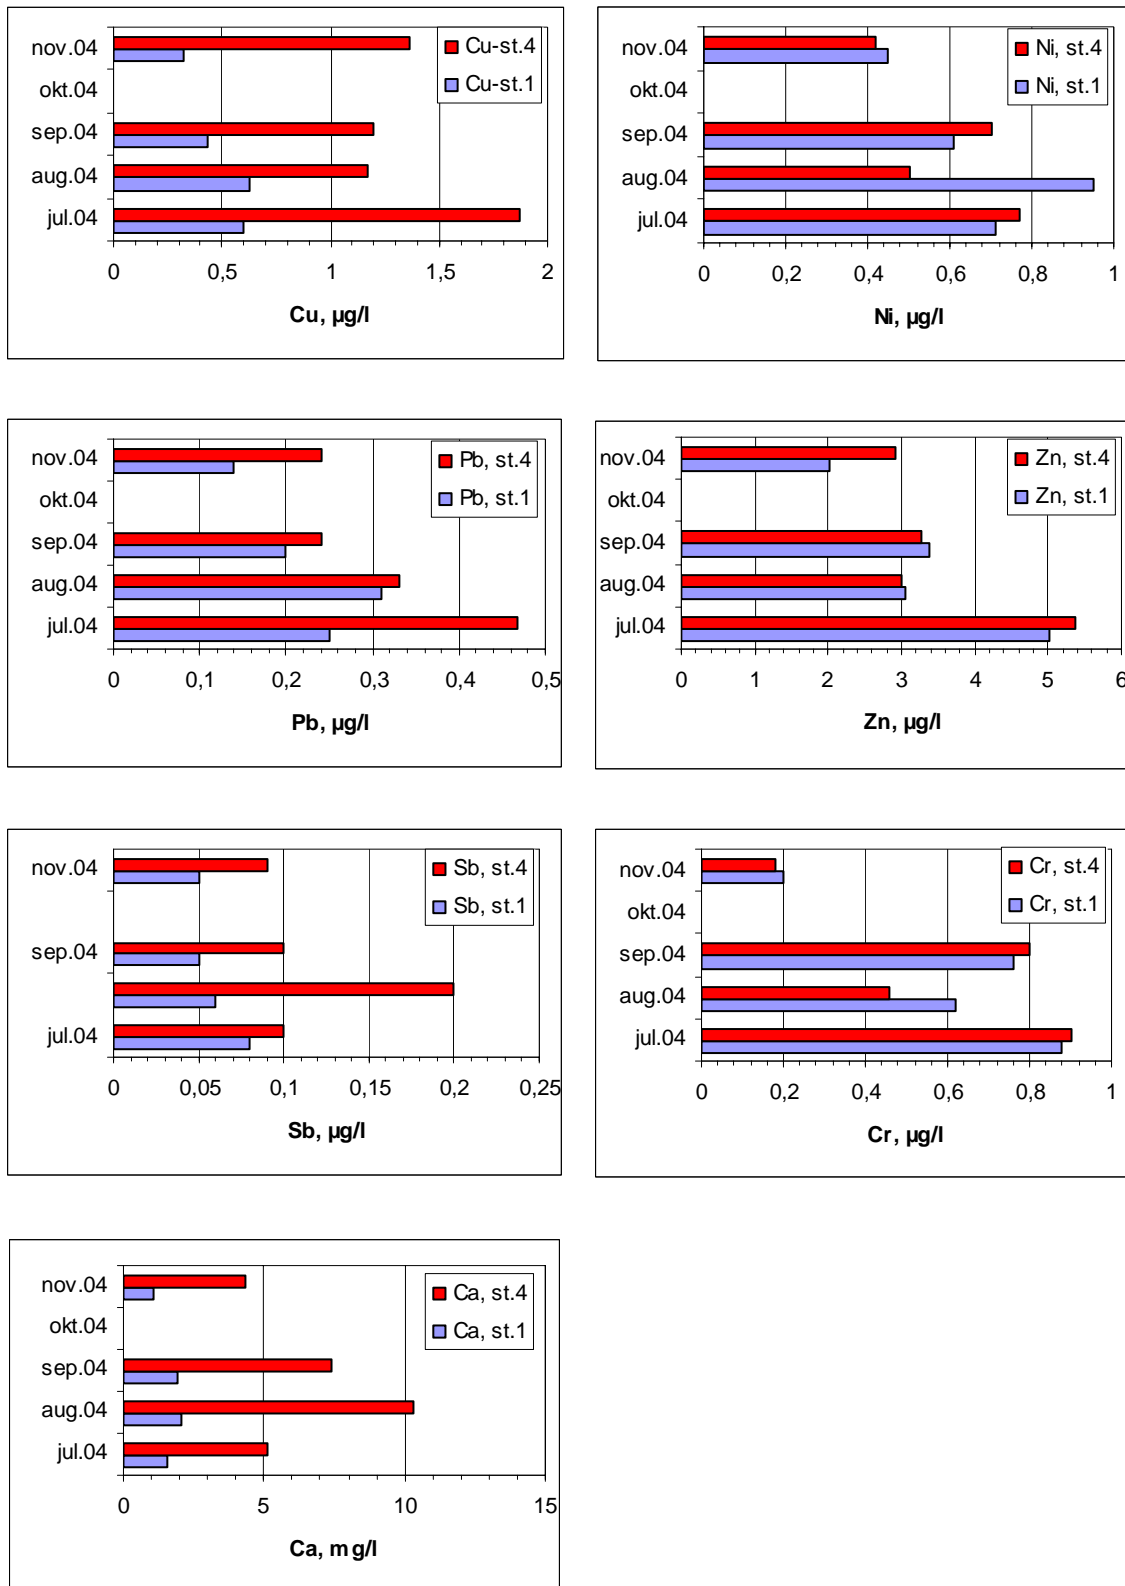 nov.04
okt.04
sep.04
aug.04
jul.04
Cu-st.4
Cu-st.1
0 0,5 1 1,5 2
Cu, µg/l
nov.04
okt.04
sep.04
aug.04
jul.04
Ni, st.4
Ni, st.1
0 0,2 0,4 0,6 0,8 1
Ni, µg/l
nov.04
okt.04
sep.04
aug.04
jul.04
Pb, st.4
Pb, st.1
0 0,1 0,2 0,3 0,4 0,5
Pb, µg/l
nov.04
okt.04
sep.04
aug.04
jul.04
Zn, st.4
Zn, st.1
0 1 2 3 4 5 6
Zn, µg/l
nov.04
sep.04
jul.04
Sb, st.4
Sb, st.1
0 0,05 0,1 0,15 0,2 0,25
Sb, µg/l
nov.04
okt.04
sep.04
aug.04
jul.04
Cr, st.4
Cr, st.1
0 0,2 0,4 0,6 0,8 1
Cr, µg/l
nov.04
okt.04
sep.04
aug.04
jul.04
Ca, st.4
Ca, st.1
0 5 10 15
Ca, mg/l